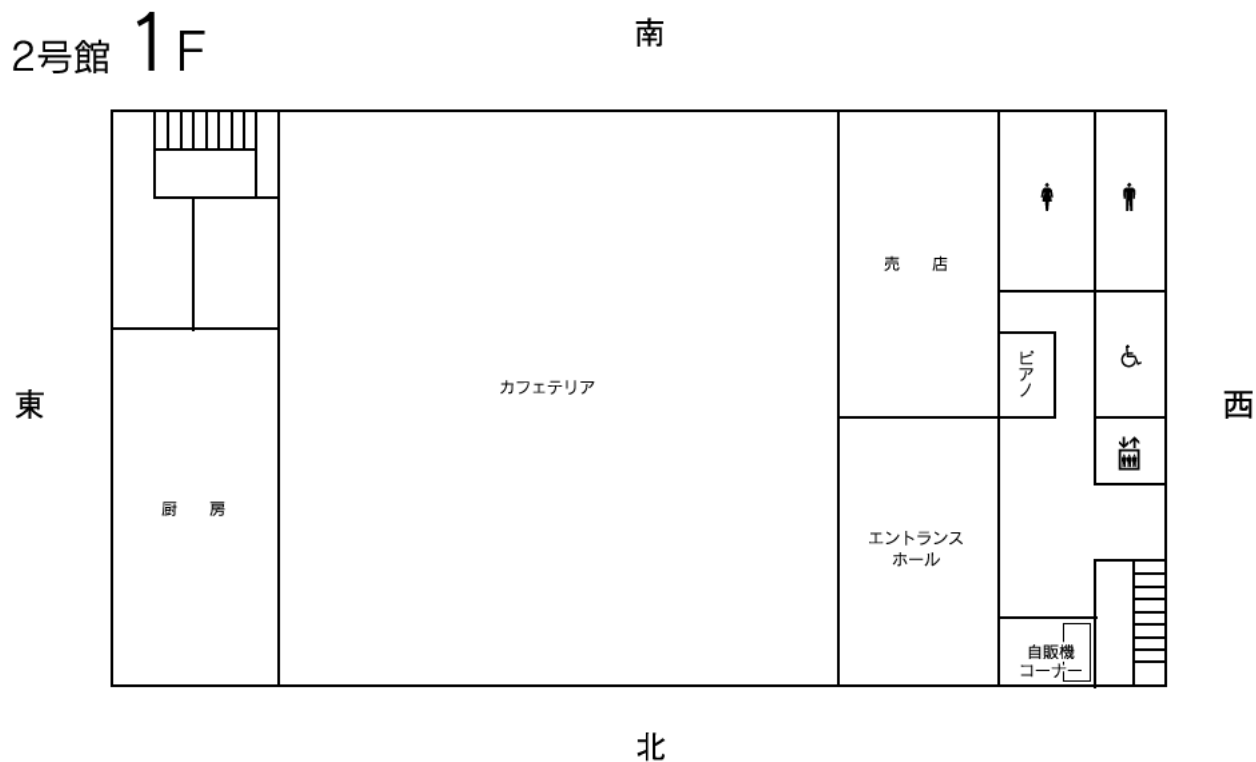 2号館 1F
南
売　店
ピアノ
カフェテリア
東
西
厨　房
エントランス
ホール
自販機
コーナー
北